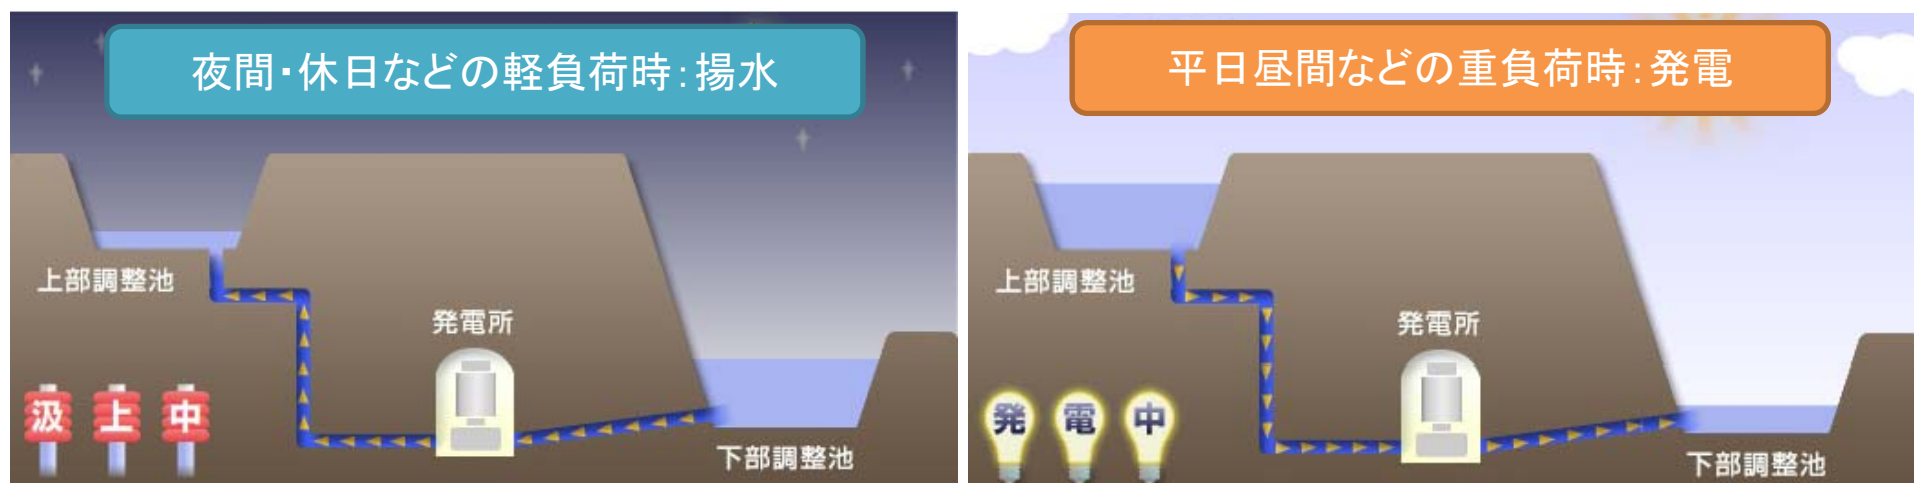 夜間・休日などの軽負荷時：揚水
上部調整池
発電所
汲上中
下部調整池
平日昼間などの重負荷時：発電
上部調整池
発電所
発電中
下部調整池